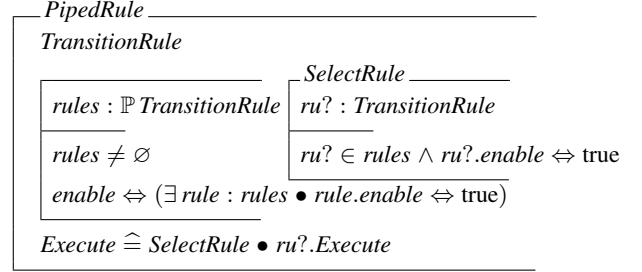 PipedRule
TransitionRule
SelectRule
rules : ℙ TransitionRule
ru? : TransitionRule
rules ≠ ∅
ru? ∈ rules ∧ ru?.enable ⇔ true
enable ⇔ (∃ rule : rules • rule.enable ⇔ true)
Execute ≙ SelectRule • ru?.Execute